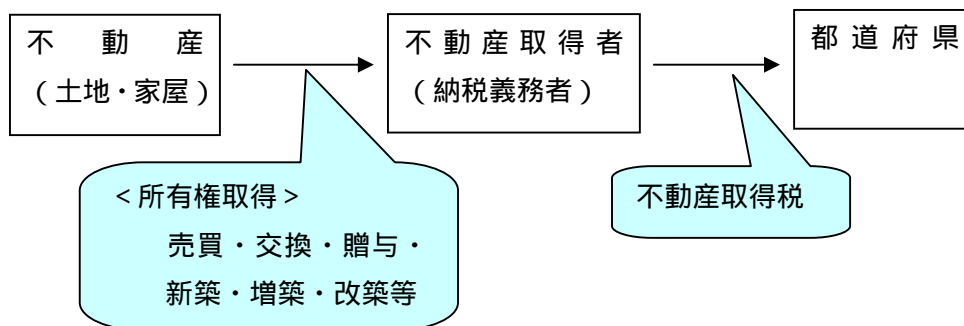 不動産
(土地・家屋)
不動産取得者
(納税義務者)
都道府県
<所有権取得>
売買・交換・贈与・
新築・増築・改築等
不動産取得税